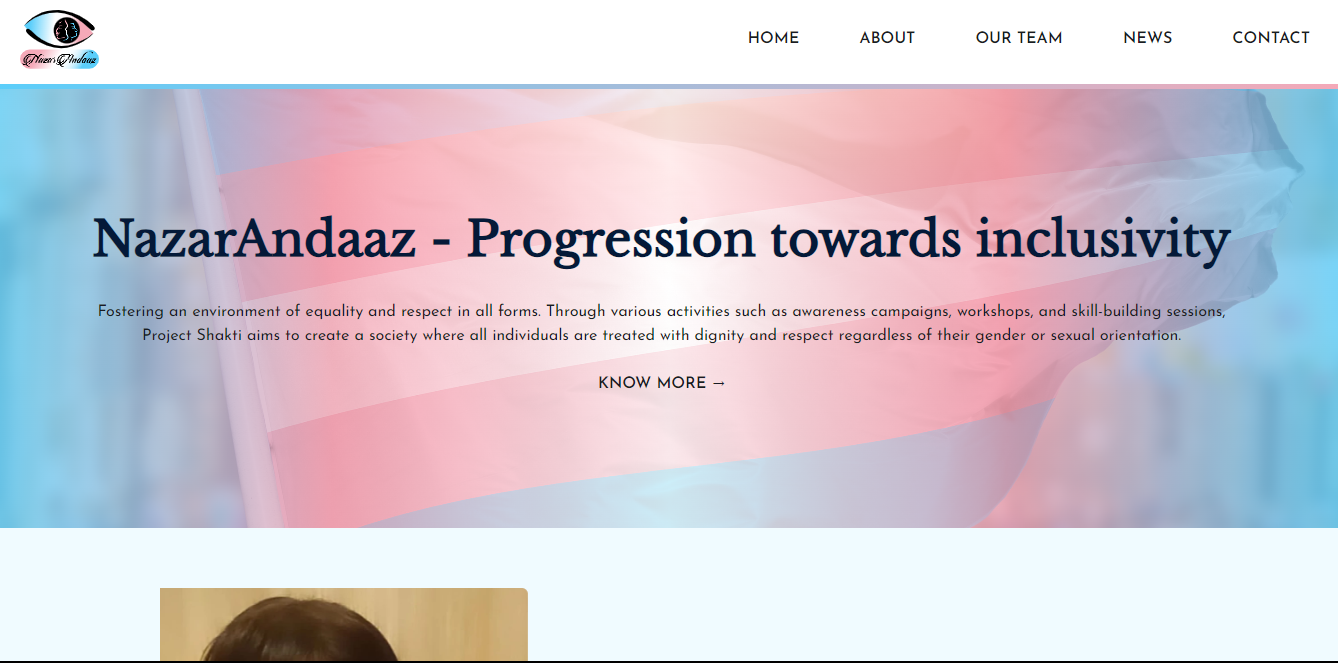 NazarAndaaz
HOME ABOUT OUR TEAM NEWS CONTACT
NazarAndaaz - Progression towards inclusivity
Fostering an environment of equality and respect in all forms. Through various activities such as awareness campaigns, workshops, and skill-building sessions,
Project Shakti aims to create a society where all individuals are treated with dignity and respect regardless of their gender or sexual orientation.
KNOW MORE →